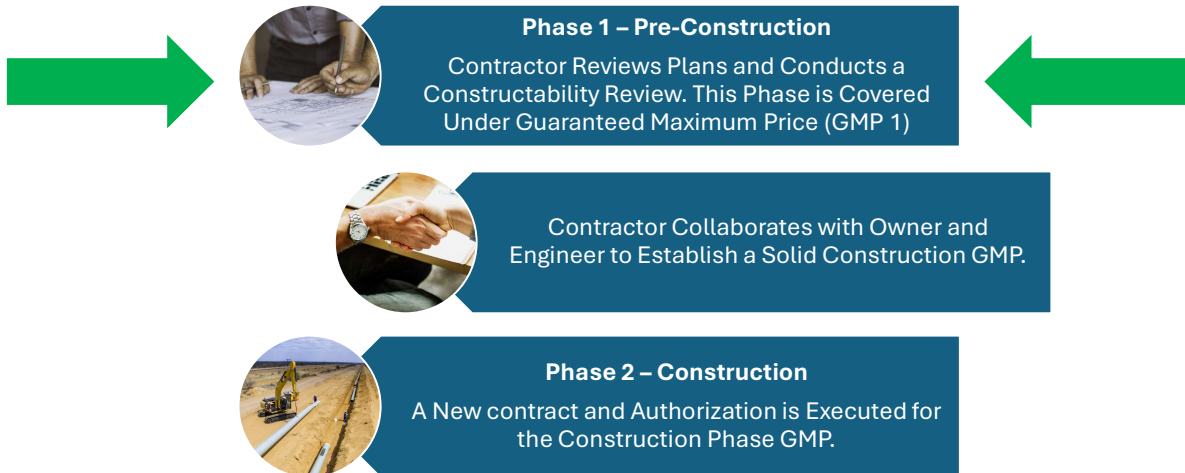 Phase 1 – Pre-Construction
Contractor Reviews Plans and Conducts a
Constructability Review. This Phase is Covered
Under Guaranteed Maximum Price (GMP 1)
Contractor Collaborates with Owner and
Engineer to Establish a Solid Construction GMP.
Phase 2 – Construction
A New contract and Authorization is Executed for
the Construction Phase GMP.